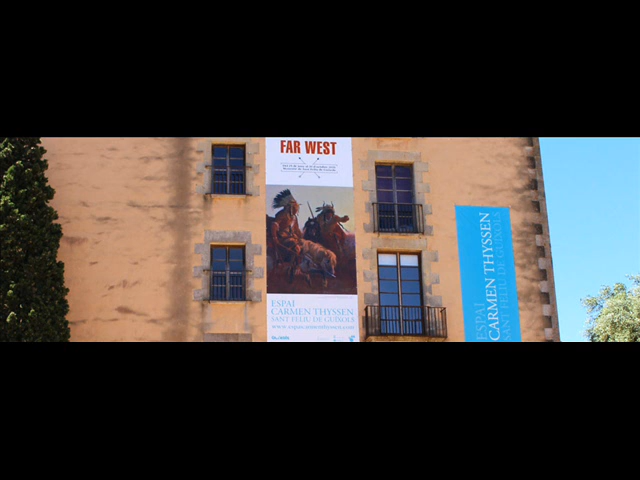 FAR WEST
ESPAI
CARMEN THYSSEN
SANT FELIU DE GUÍXOLS
www.espaicarmenthyssen.com
ESPAI
CARMEN THYSSEN
SANT FELIU DE GUÍXOLS